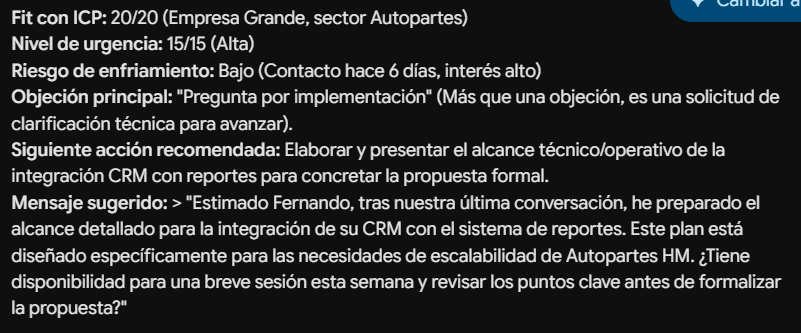 Cambiar a
Fit con ICP: 20/20 (Empresa Grande, sector Autopartes)
Nivel de urgencia: 15/15 (Alta)
Riesgo de enfriamiento: Bajo (Contacto hace 6 días, interés alto)
Objeción principal: "Pregunta por implementación" (Más que una objeción, es una solicitud de
clarificación técnica para avanzar).
Siguiente acción recomendada: Elaborar y presentar el alcance técnico/operativo de la
integración CRM con reportes para concretar la propuesta formal.
Mensaje sugerido: > "Estimado Fernando, tras nuestra última conversación, he preparado el
alcance detallado para la integración de su CRM con el sistema de reportes. Este plan está
diseñado específicamente para las necesidades de escalabilidad de Autopartes HM. ¿Tiene
disponibilidad para una breve sesión esta semana y revisar los puntos clave antes de formalizar
la propuesta?"